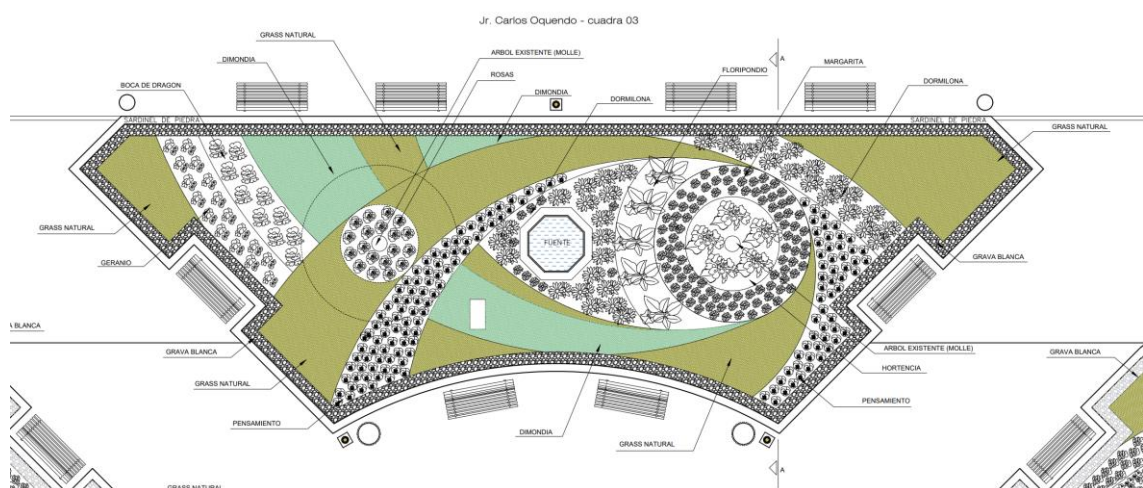 Jr. Carlos Oquendo - cuadra 03
GRASS NATURAL
ARBOL EXISTENTE (MOLLE)
A
DIMONDIA
ROSAS
FLORIPONDIO
MARGARITA
BOCA DE DRAGON
DIMONDIA
DORMILONA
DORMILONA
SARDINEL DE PIEDRA
SARDINEL DE PIEDRA
GRASS NATURAL
GRASS NATURAL
FUENTE
GERANIO
GRAVA BLANCA
A BLANCA
GRAVA BLANCA
ARBOL EXISTENTE (MOLLE)
GRAVA BLANCA
HORTENCIA
GRASS NATURAL
PENSAMIENTO
PENSAMIENTO
DIMONDIA
GRASS NATURAL
A
GRASS NATURAL